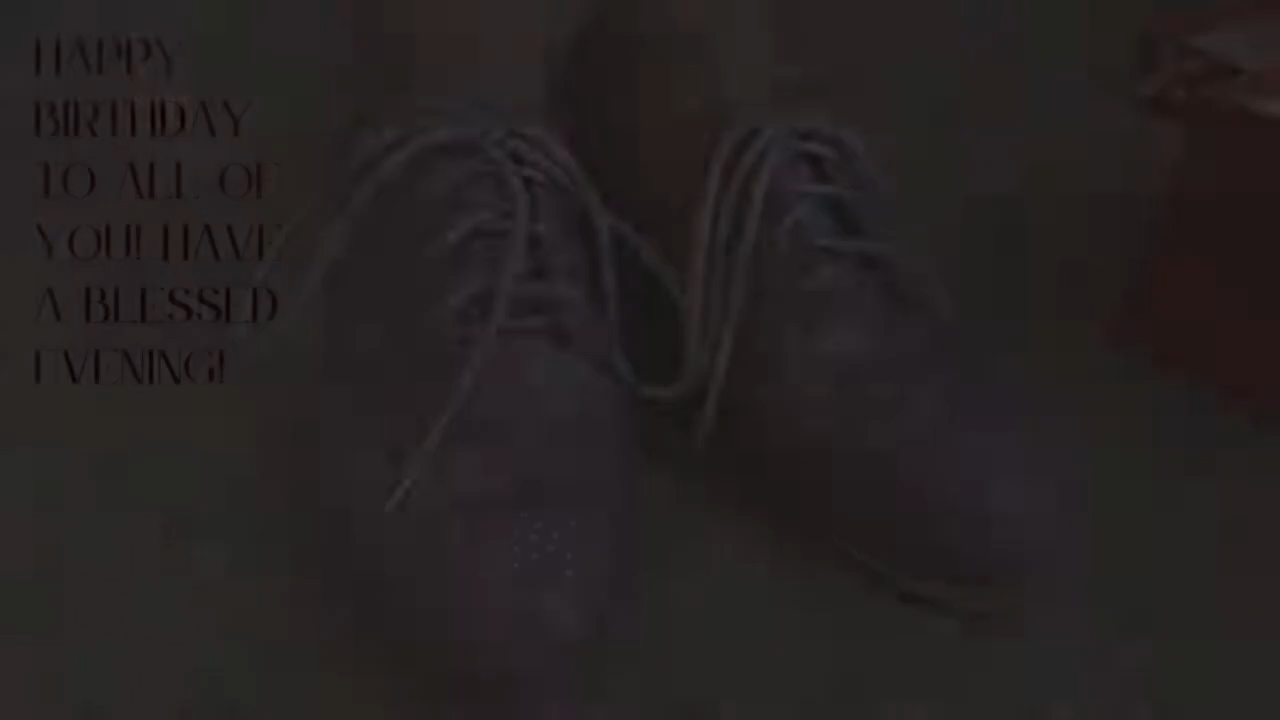 HAPPY
BIRTHDAY
TO ALL OF
YOU! HAVE
A BLESSED
EVENING!